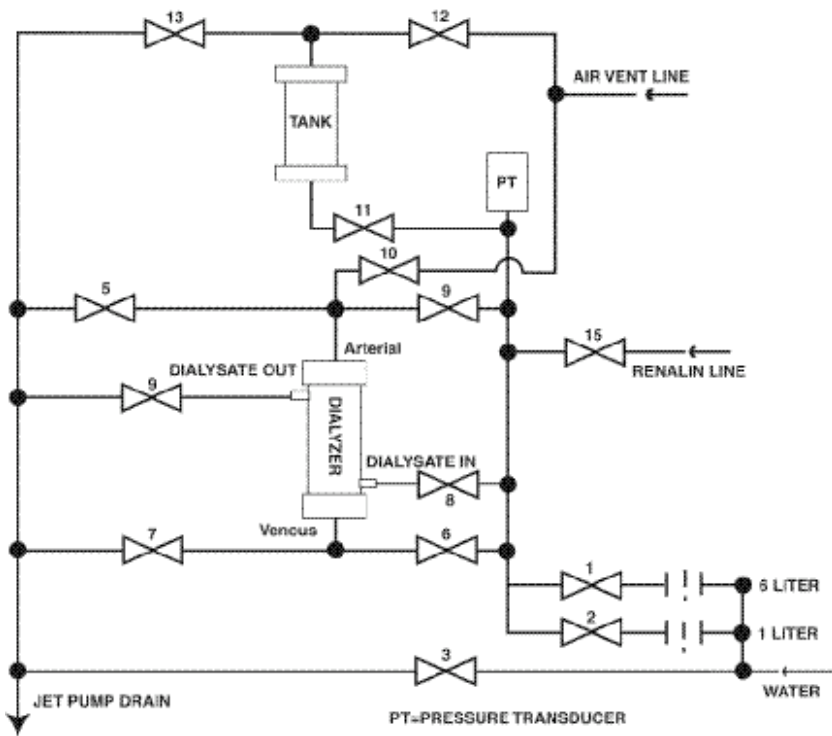 13
12
AIR VENT LINE
TANK
PT
11
10
5
9
15
Arterial
DIALYSATE OUT
RENALIN LINE
9
DIALYZER
DIALYSATE IN
8
Venous
7
6
1
6 LITER
2
1 LITER
3
WATER
JET PUMP DRAIN
PT=PRESSURE TRANSDUCER